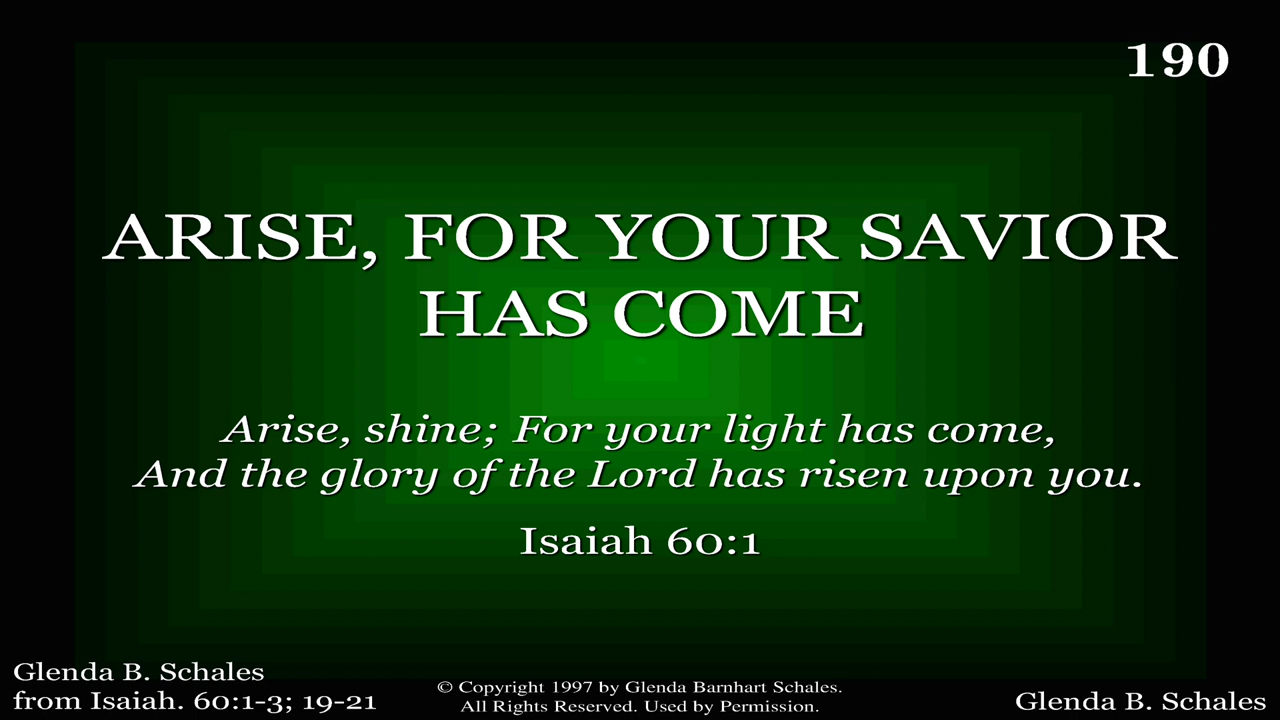 190
ARISE, FOR YOUR SAVIOR
HAS COME
Arise, shine; For your light has come,
And the glory of the Lord has risen upon you.
Isaiah 60:1
Glenda B. Schales
from Isaiah. 60:1-3; 19-21
© Copyright 1997 by Glenda Barnhart Schales.
All Rights Reserved. Used by Permission.
Glenda B. Schales